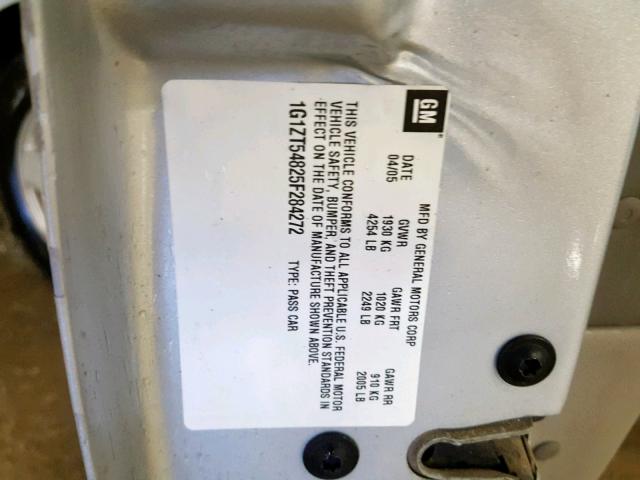 GM
MFD BY GENERAL MOTORS CORP
DATE GVWR GAWR FRT GAWR RR
04/05 1930 KG 1020 KG 910 KG
4254 LB 2249 LB 2005 LB
THIS VEHICLE CONFORMS TO ALL APPLICABLE U.S. FEDERAL MOTOR
VEHICLE SAFETY, BUMPER, AND THEFT PREVENTION STANDARDS IN
EFFECT ON THE DATE OF MANUFACTURE SHOWN ABOVE.
1G1ZT54825F284272 TYPE: PASS CAR